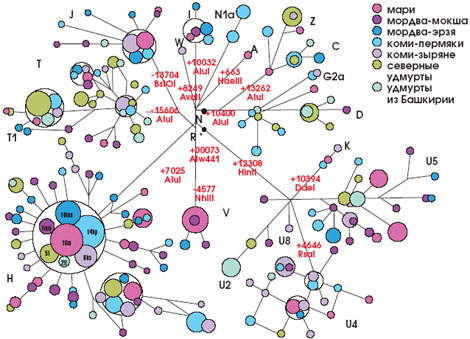 J
I
N1a
Z
W
A
C
T
G2a
T1
D
-13704
BstOI
+10032
AluI
+663
HaeIII
+8249
AvaII
+13262
AluI
-15606
AluI
+10400
AluI
N
R
+00073
Alw441
+7025
AluI
+12308
HinfI
-4577
NhIII
+10394
DdeI
+4646
RsaI
K
U5
V
U8
U2
U4
H
мари
мордва-мокша
мордва-эрзя
коми-пермяки
коми-зыряне
северные
удмурты
удмурты
из Башкирии